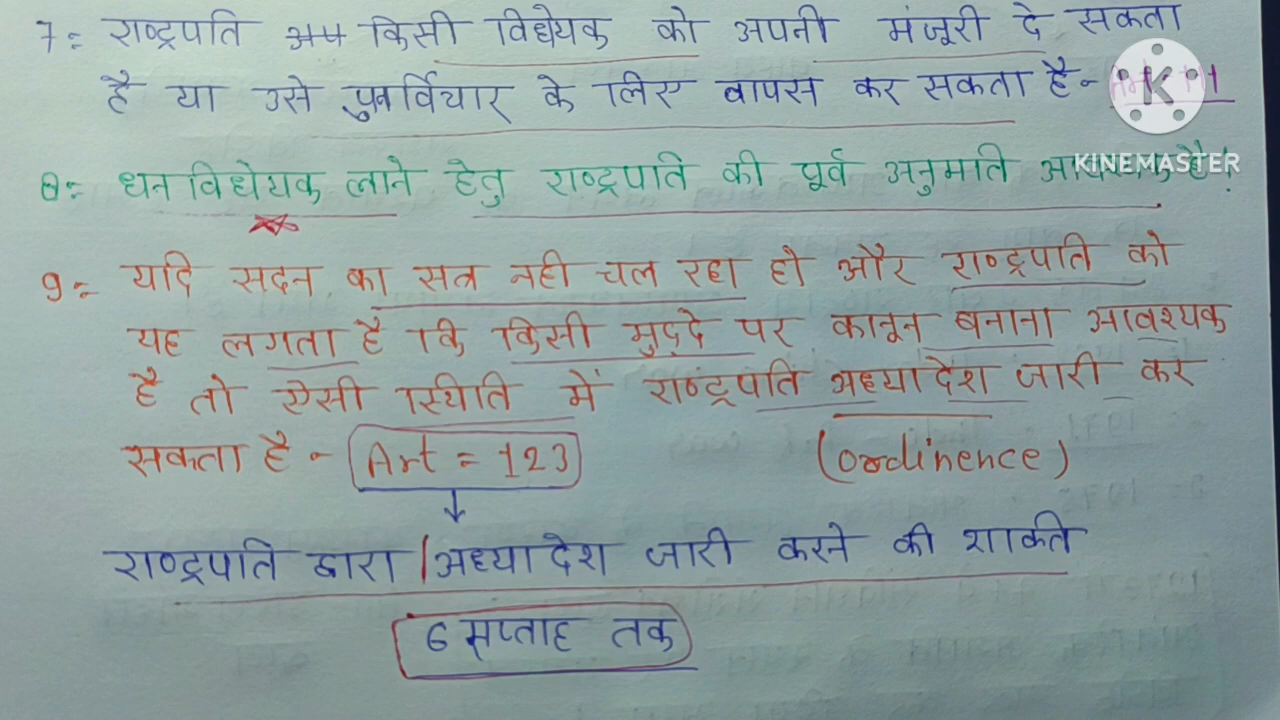 7:- राष्ट्रपति किसी विधेयक को अपनी मंजूरी दे सकता
है या उसे पुनर्विचार के लिए वापस कर सकता है -
KINEMASTER
8:- धन विधेयक लाने हेतु राष्ट्रपति की पूर्व अनुमति आवश्यक है।
9:- यदि सदन का सत्र नही चल रहा हो और राष्ट्रपति को
यह लगता है कि किसी मुद्दे पर कानून बनाना आवश्यक
है तो ऐसी स्थिति में राष्ट्रपति अध्यादेश जारी कर
सकता है - Art = 123 (ordinence)
राष्ट्रपति द्वारा / अध्यादेश जारी करने की शाक्ती
6 सप्ताह तक